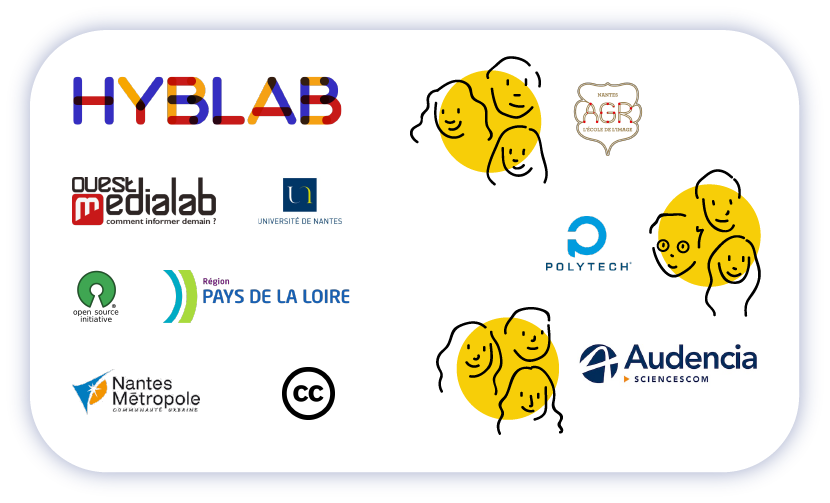 HYBLAB
OUEST
medialab
comment informer demain ?
UNIVERSITÉ DE NANTES
open source
initiative
Région
PAYS DE LA LOIRE
Nantes
Métropole
COMMUNAUTÉ URBAINE
cc
NANTES
AGR
L'ÉCOLE DE L'IMAGE
POLYTECH
Audencia
SCIENCESCOM